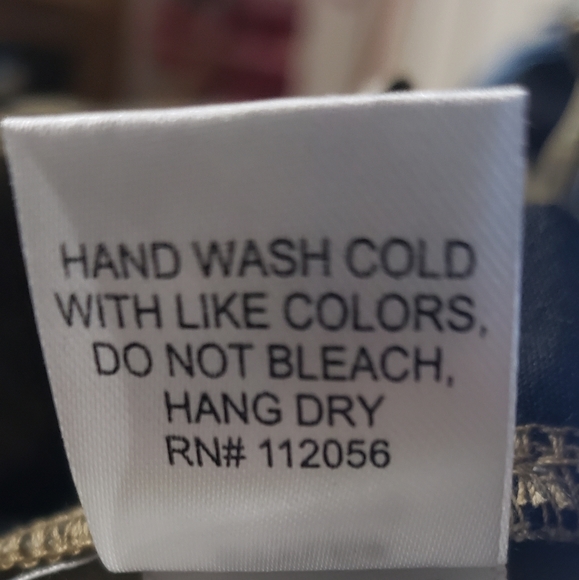 HAND WASH COLD
WITH LIKE COLORS,
DO NOT BLEACH,
HANG DRY
RN# 112056